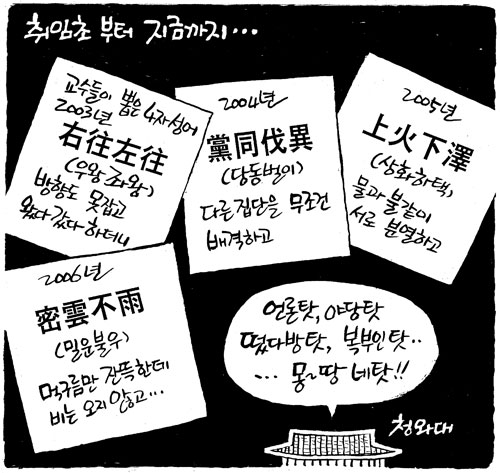 취임초 부터 지금까지...
교수들이 뽑은 4자성어
2003년
右往左往
(우왕좌왕)
방향도 못잡고
왔다 갔다 하더니
2004년
黨同伐異
(당동벌이)
다른 집단을 무조건
배격하고
2005년
上火下澤
(상화하택)
물과 불같이
서로 분열하고
2006년
密雲不雨
(밀운불우)
먹구름만 잔뜩한데
비는 오지 않고...
언론탓, 야당탓
떴다방탓, 복부인탓..
... 몽~땅 네탓!!
청와대